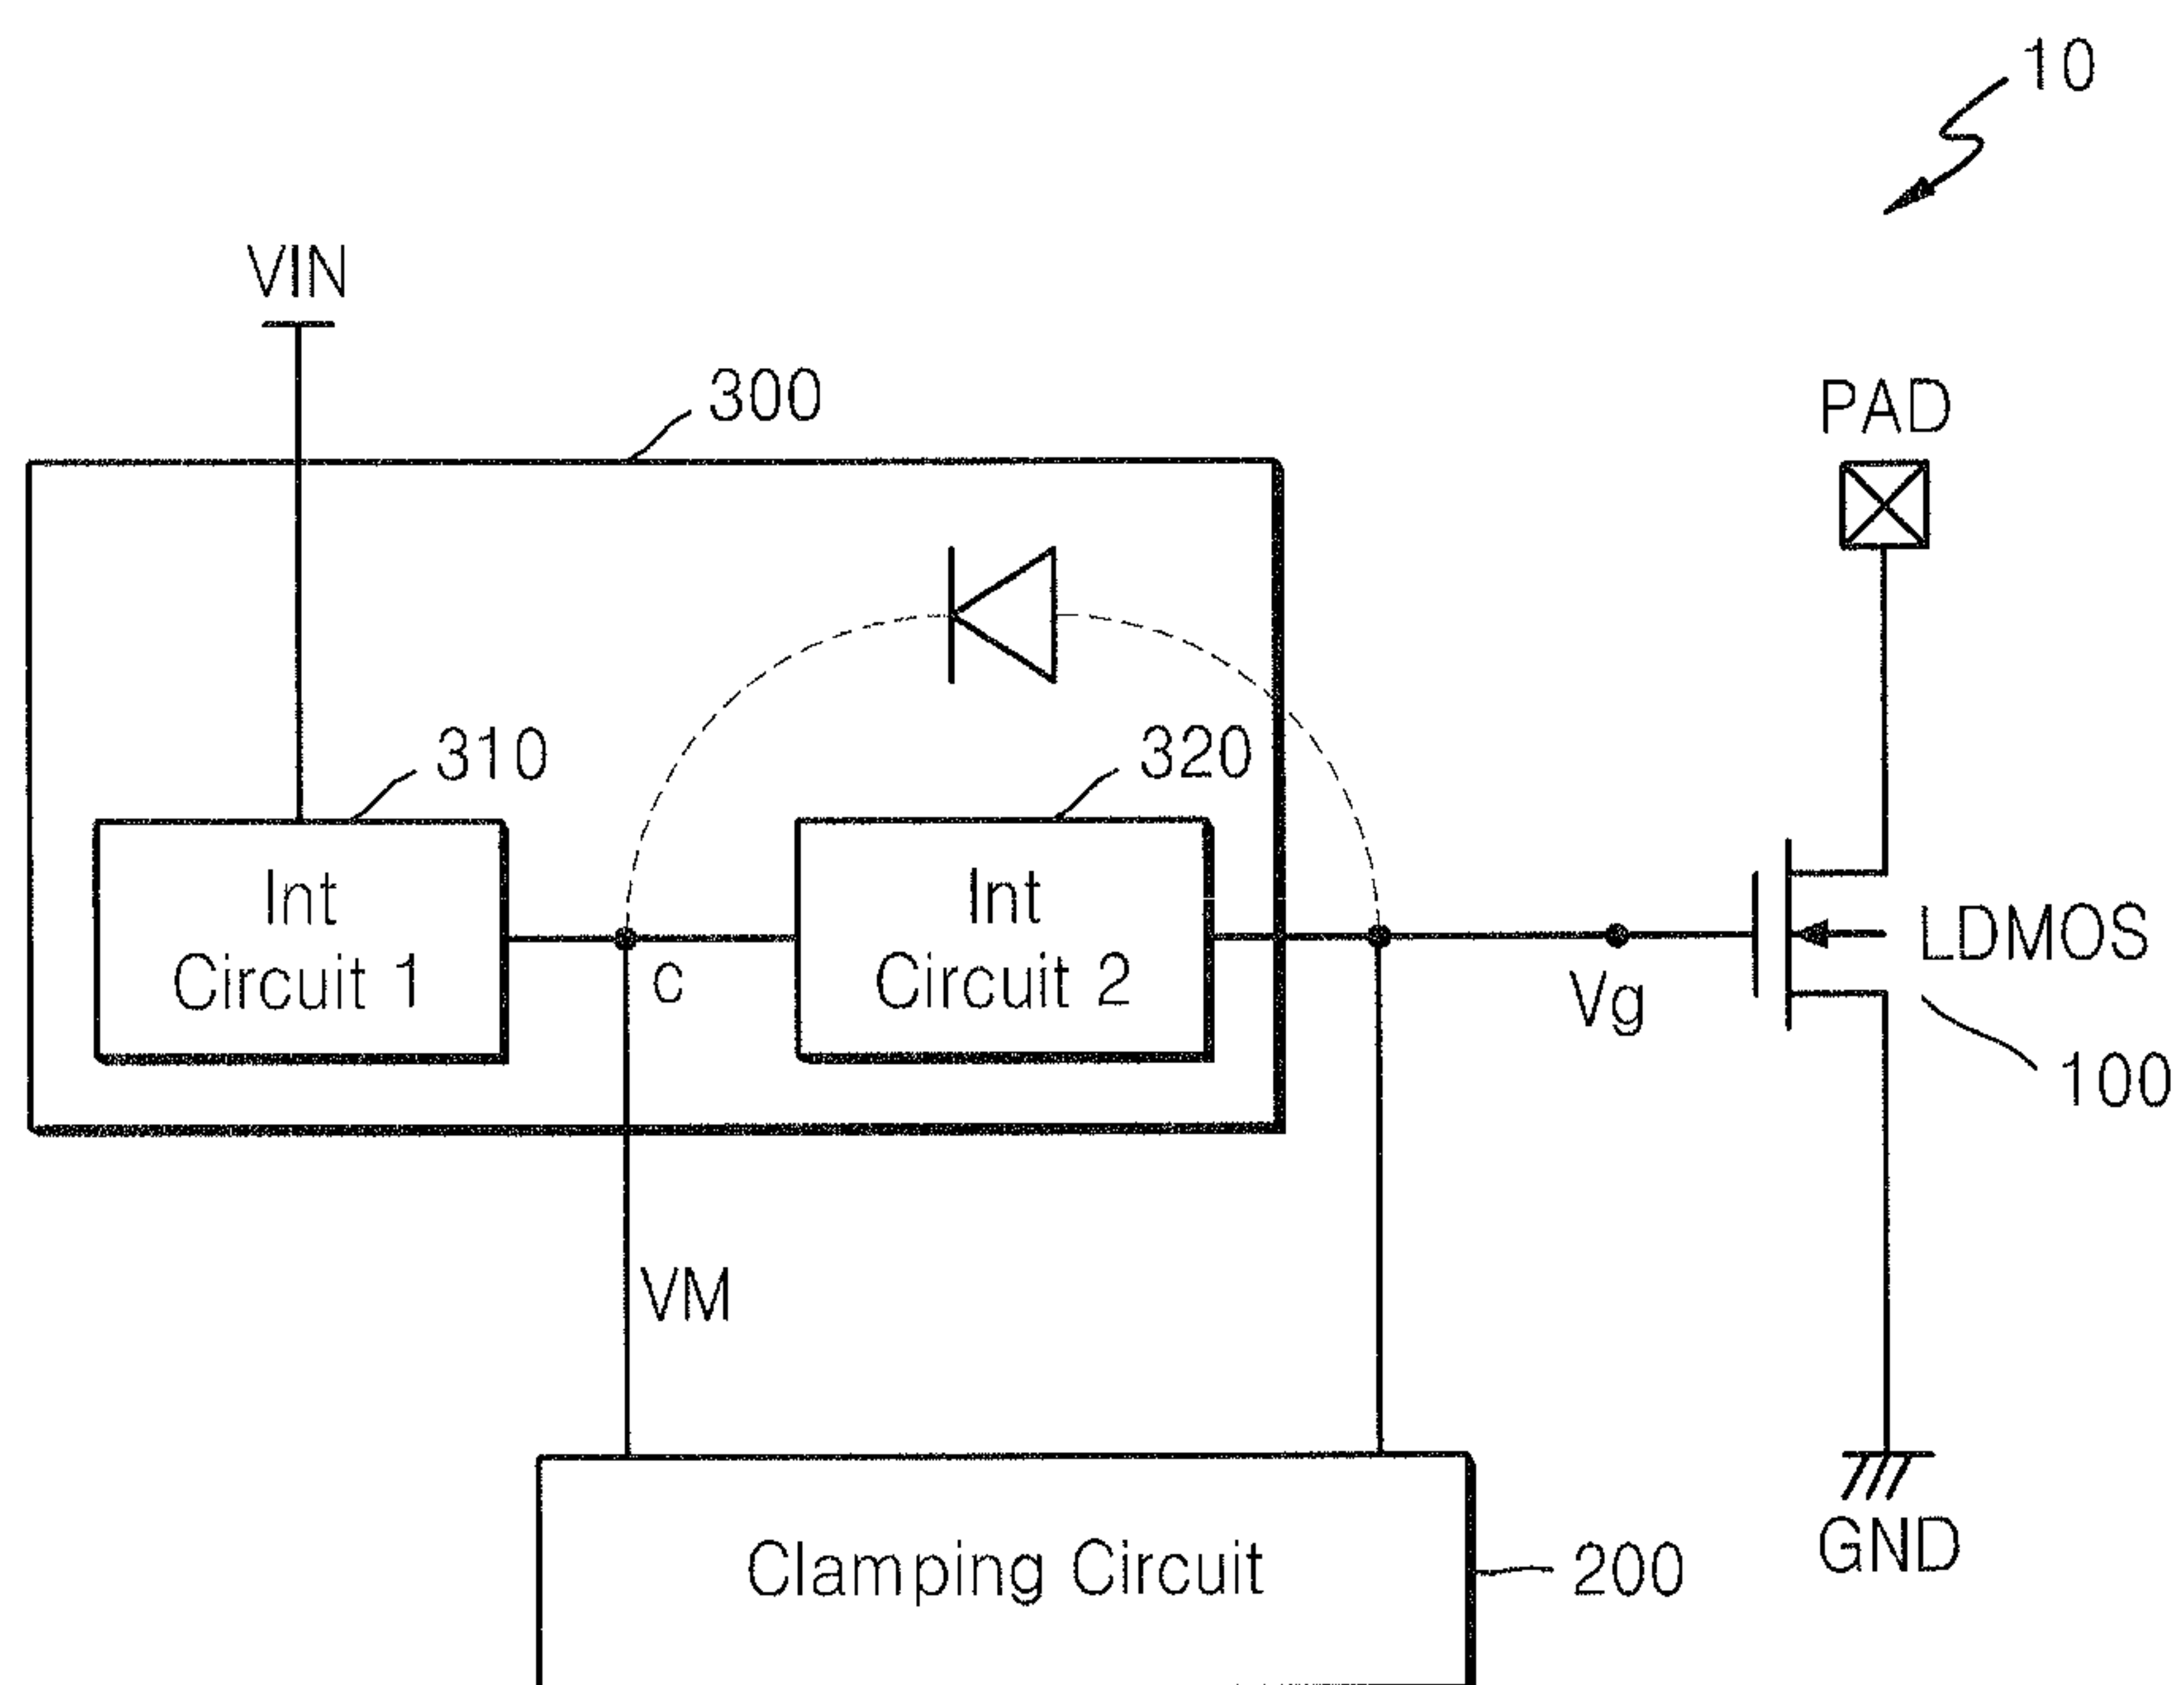 10
VIN
300
PAD
310
320
Int
Circuit 1
C
Int
Circuit 2
Vg
LDMOS
100
VM
Clamping Circuit
200
GND